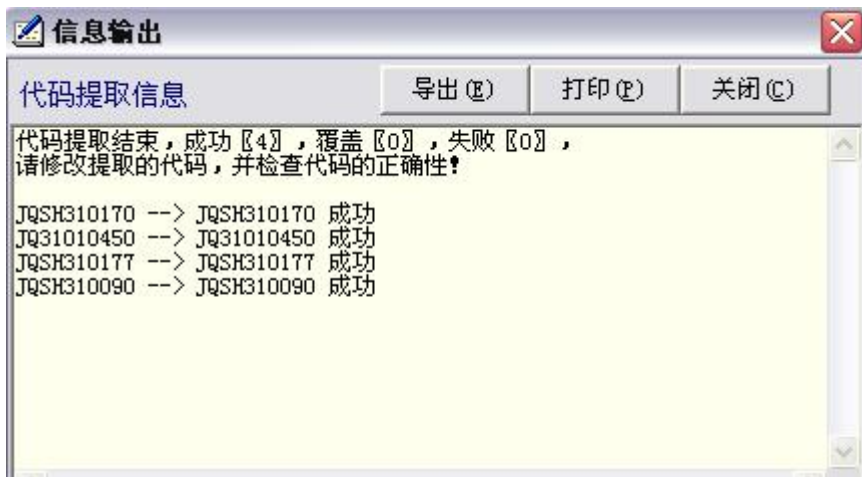 信息输出
代码提取信息
导出(E)
打印(P)
关闭(C)
代码提取结束，成功〖4〗，覆盖〖0〗，失败〖0〗，
请修改提取的代码，并检查代码的正确性！
JQSH310170 --> JQSH310170 成功
JQ31010450 --> JQ31010450 成功
JQSH310177 --> JQSH310177 成功
JQSH310090 --> JQSH310090 成功